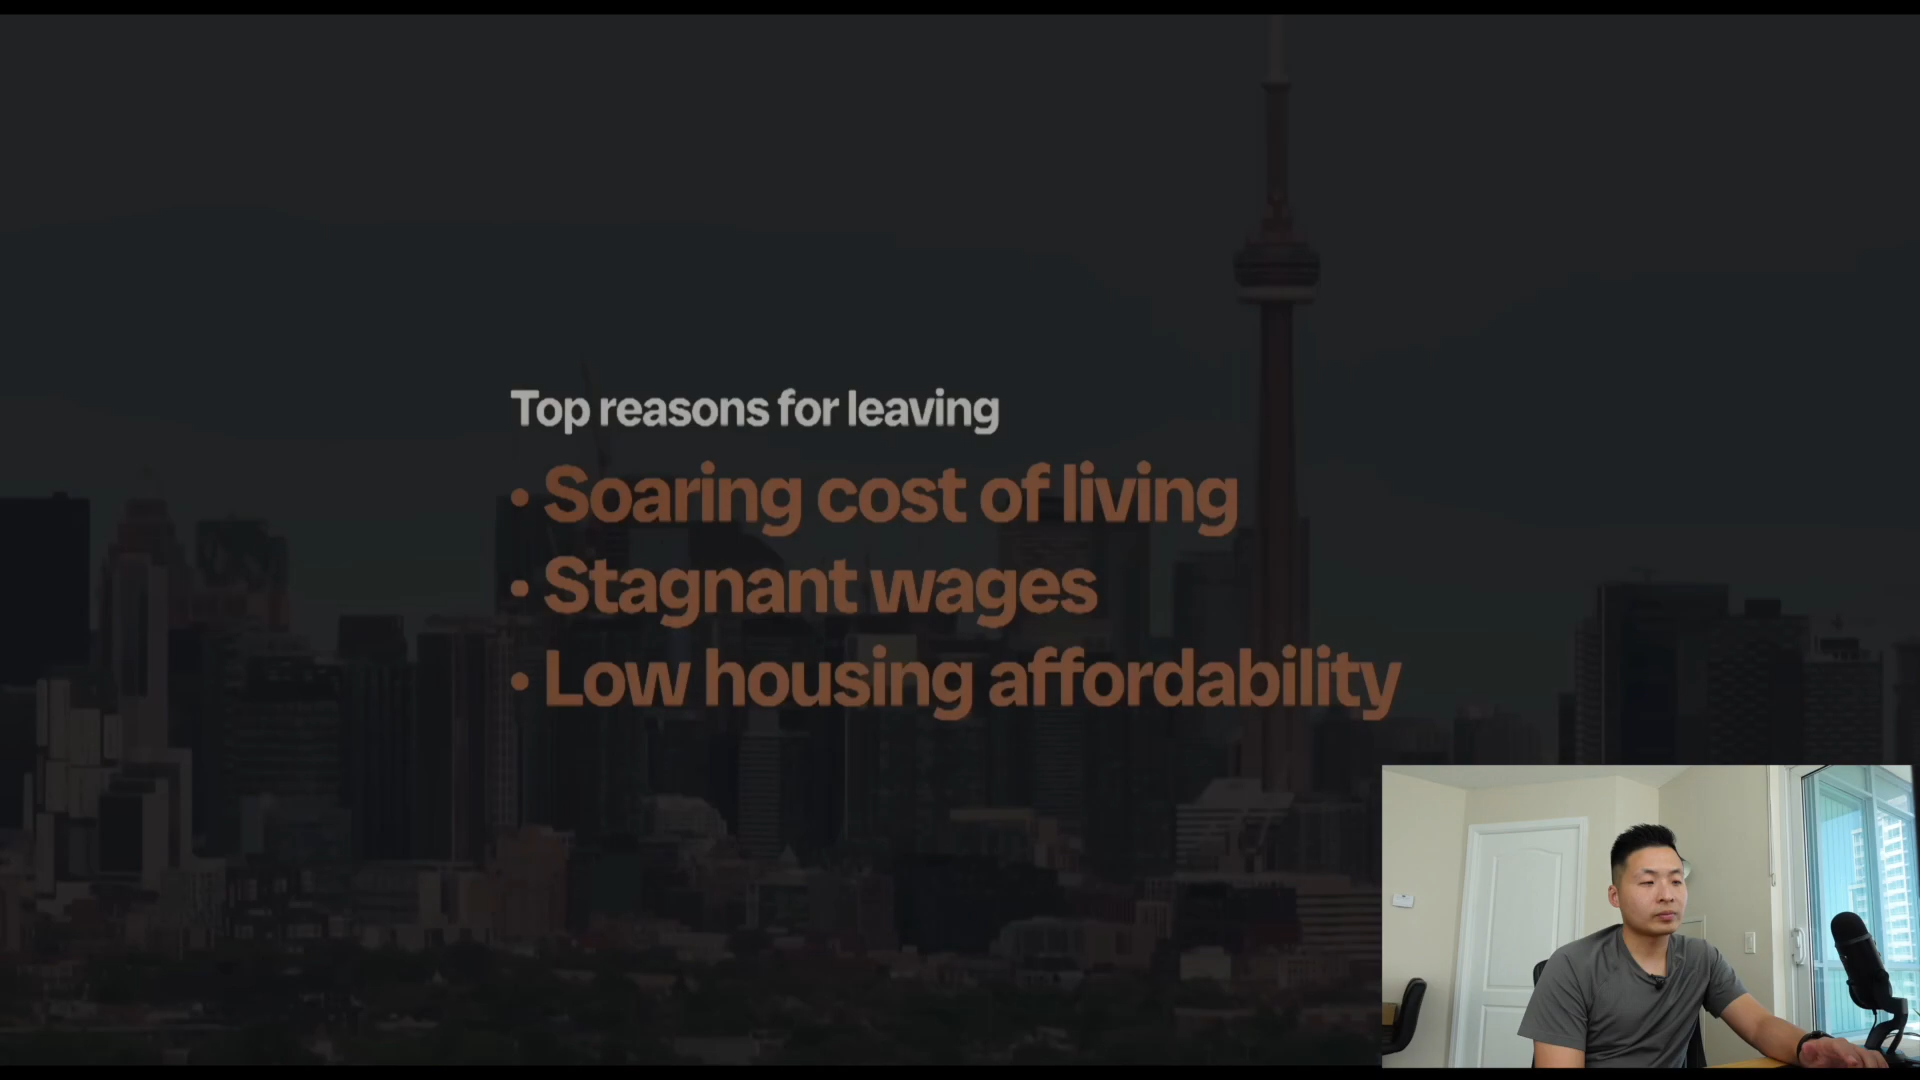 Top reasons for leaving
• Soaring cost of living
• Stagnant wages
• Low housing affordability